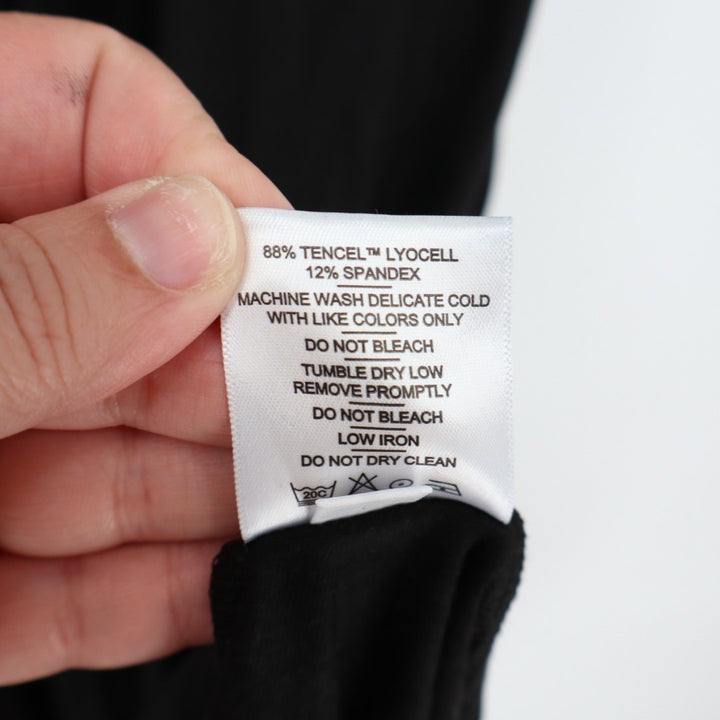 88% TENCEL™ LYOCELL
12% SPANDEX
MACHINE WASH DELICATE COLD
WITH LIKE COLORS ONLY
DO NOT BLEACH
TUMBLE DRY LOW
REMOVE PROMPTLY
DO NOT BLEACH
LOW IRON
DO NOT DRY CLEAN
20C